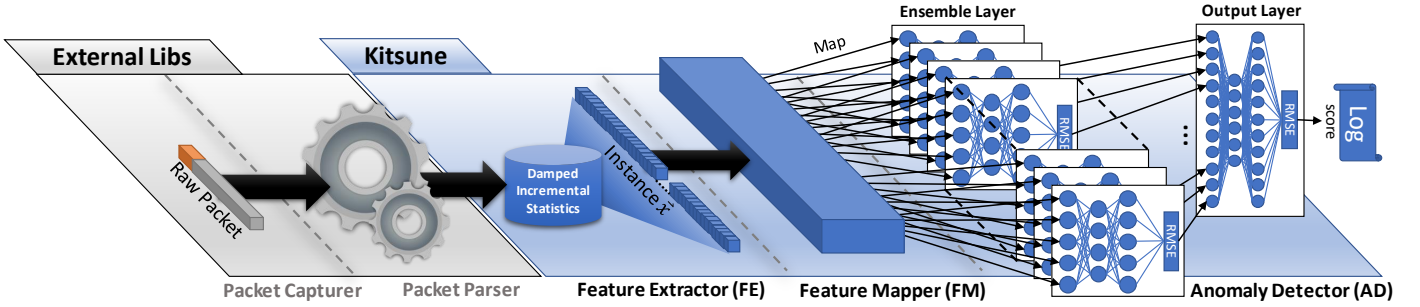 External Libs
Kitsune
Ensemble Layer
Output Layer
Map
Raw Packet
Damped
Incremental
Statistics
Instance x⃗
RMSE
RMSE
RMSE
score
Log
...
Packet Capturer
Packet Parser
Feature Extractor (FE)
Feature Mapper (FM)
Anomaly Detector (AD)